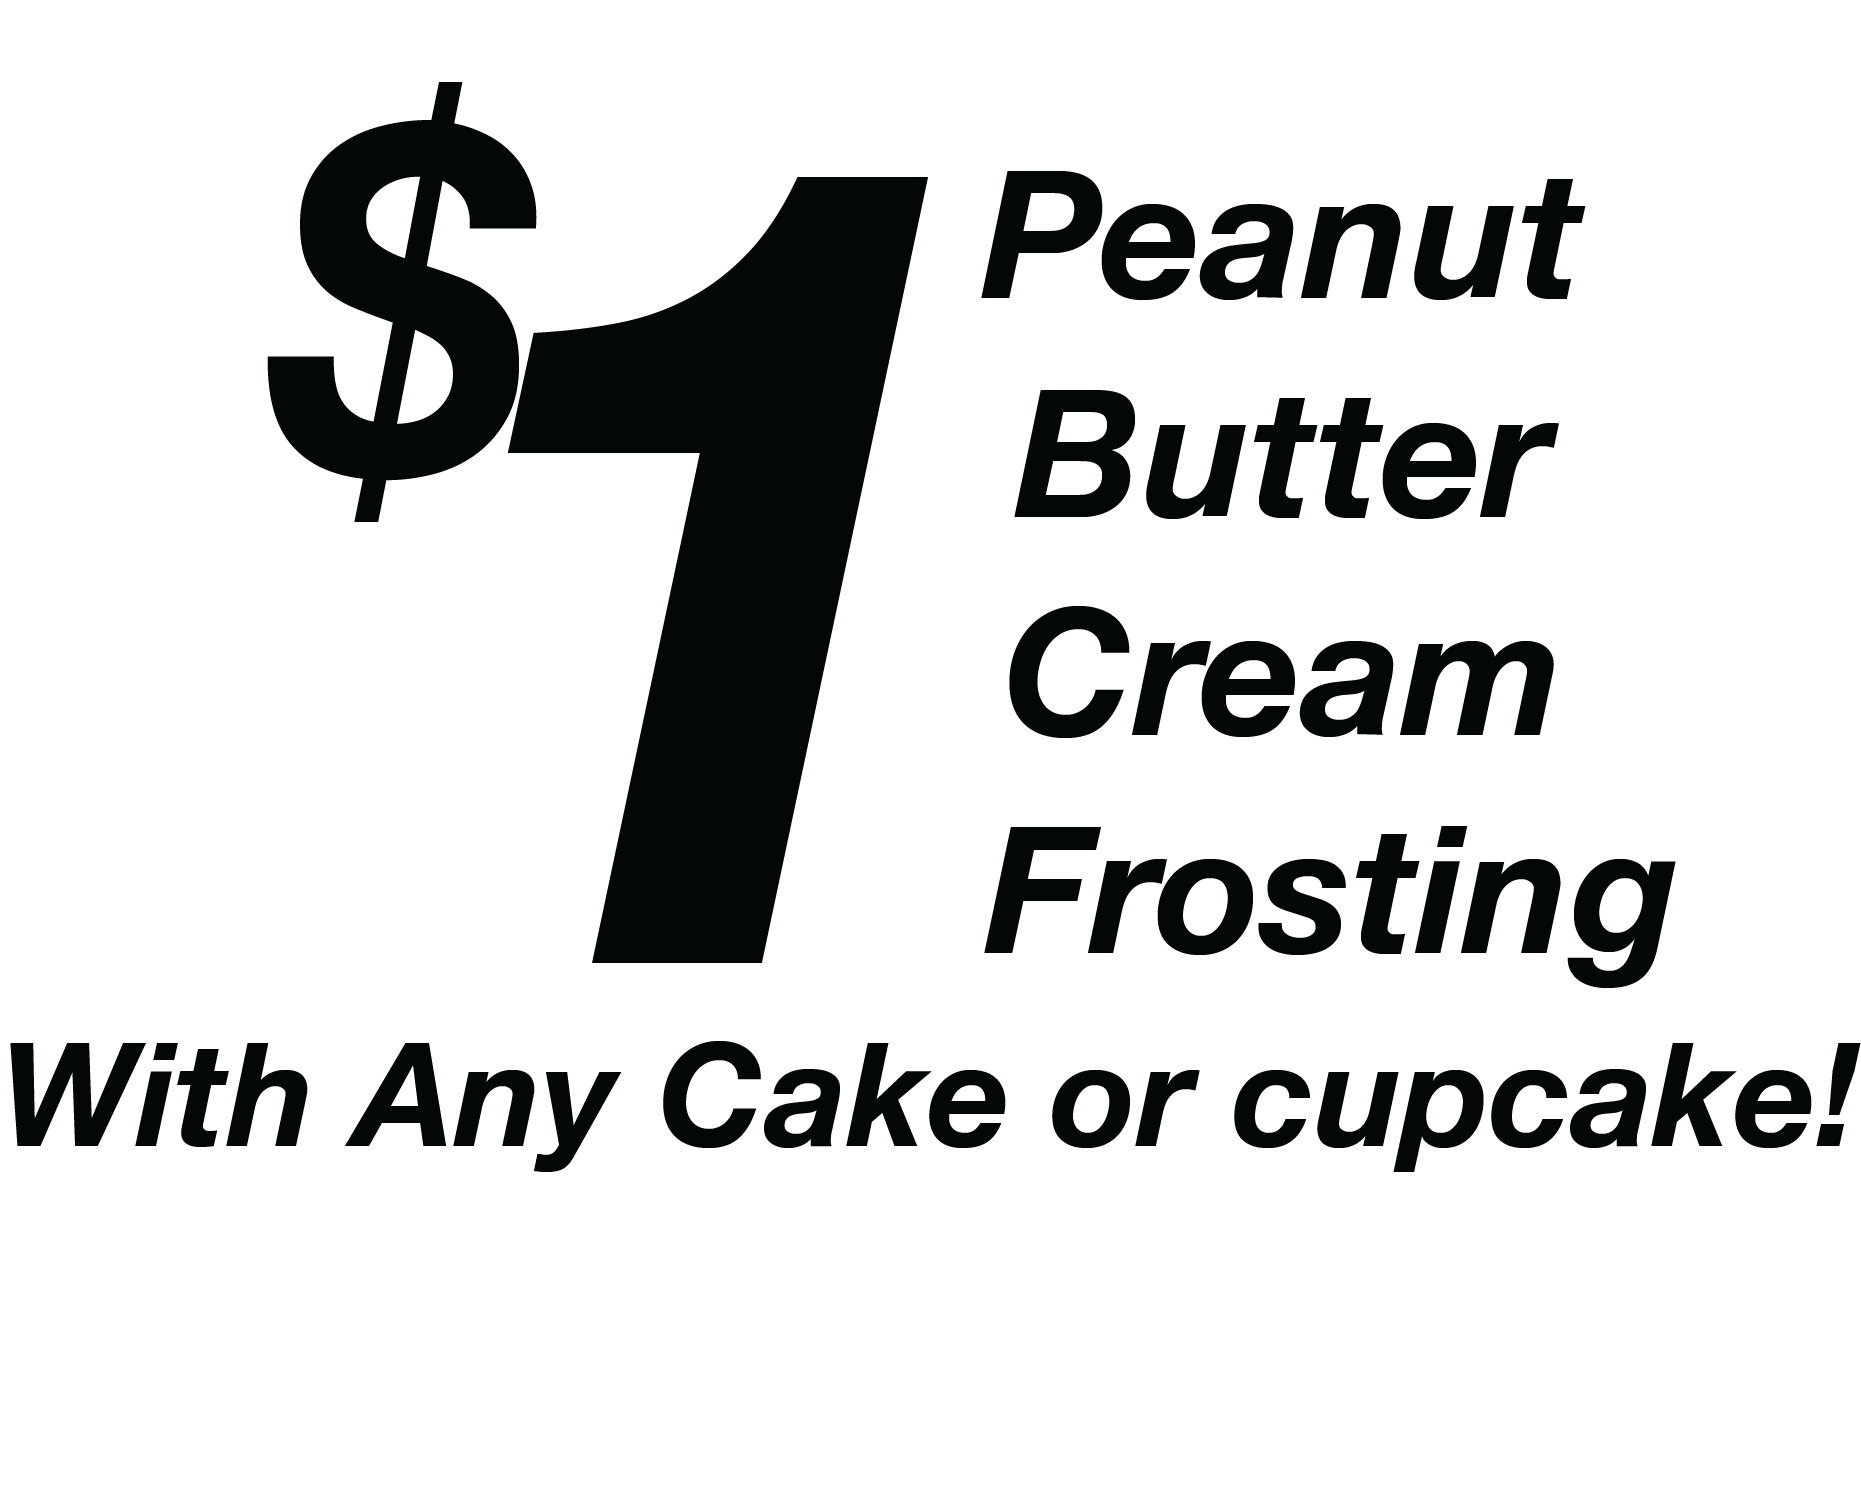 $1
Peanut
Butter
Cream
Frosting
With Any Cake or cupcake!